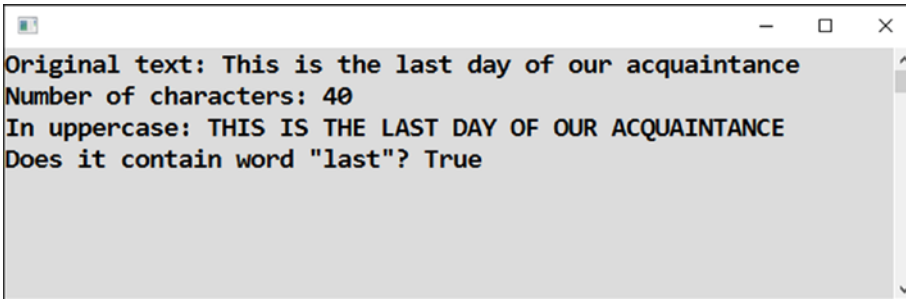 Original text: This is the last day of our acquaintance
Number of characters: 40
In uppercase: THIS IS THE LAST DAY OF OUR ACQUAINTANCE
Does it contain word "last"? True